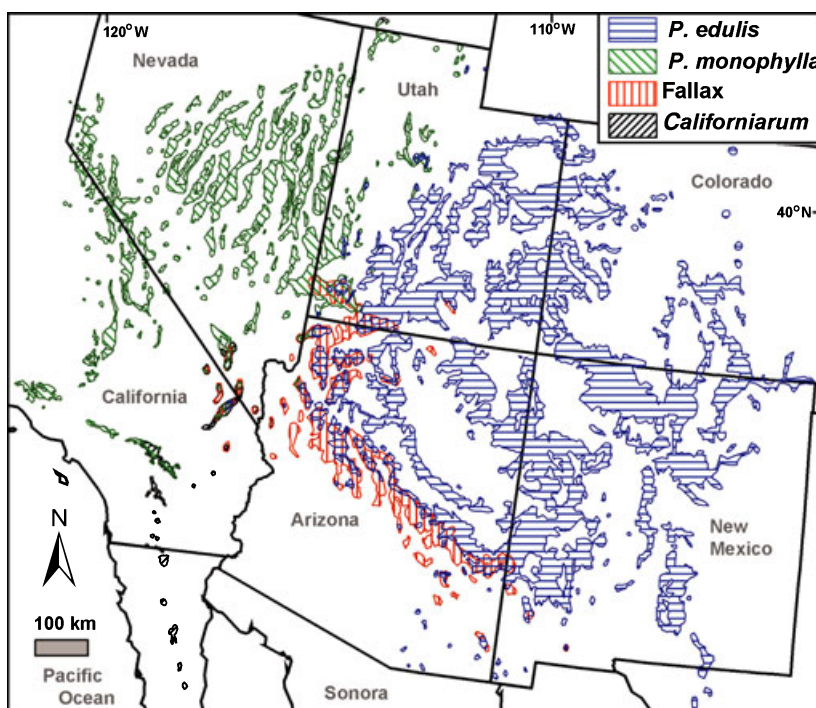 120°W
110°W
P. edulis
P. monophylla
Fallax
Californiarum
Nevada
Utah
Colorado
40°N
California
Arizona
New
Mexico
N
100 km
Pacific
Ocean
Sonora